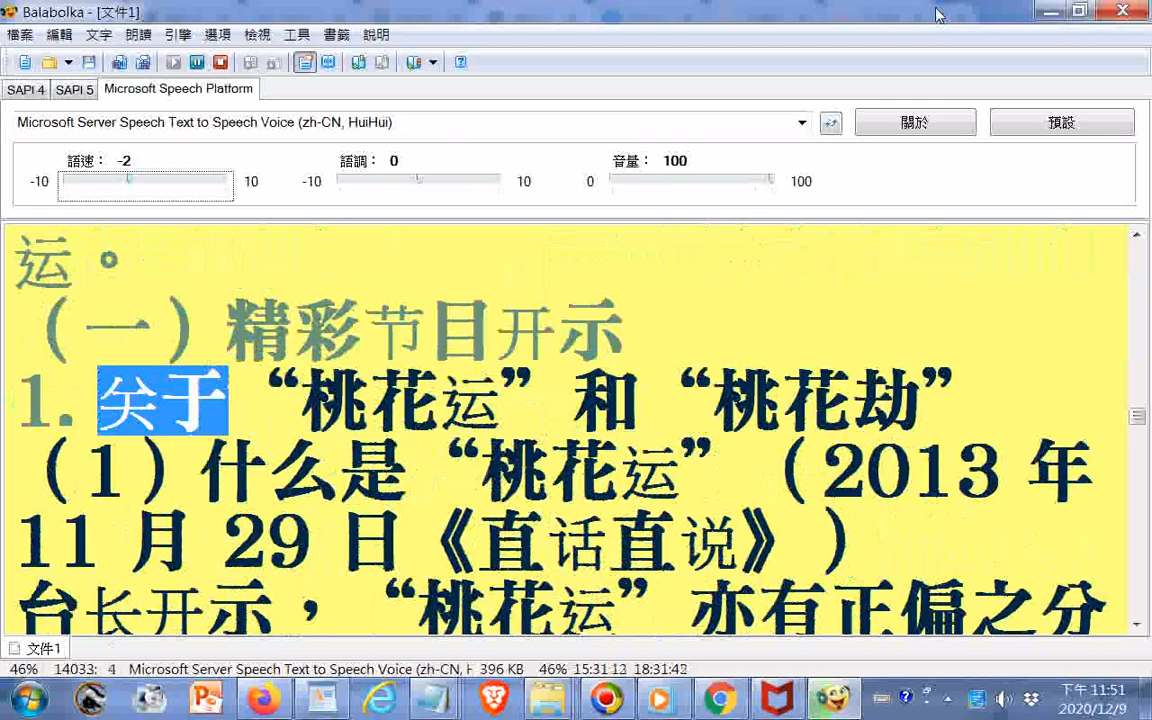 Balabolka - [文件1]
檔案 編輯 文字 朗讀 引擎 選項 檢視 工具 書籤 說明
SAPI 4 SAPI 5 Microsoft Speech Platform
Microsoft Server Speech Text to Speech Voice (zh-CN, HuiHui) 關於 預設
語速： -2 語調： 0 音量： 100
-10 10 -10 10 0 100
运。
（一）精彩节目开示
1. 关于“桃花运”和“桃花劫”
（1）什么是“桃花运”（2013 年
11 月 29 日《直话直说》）
台长开示，“桃花运”亦有正偏之分
文件1
46% 14033: 4 Microsoft Server Speech Text to Speech Voice (zh-CN, H 396 KB 46% 15:31:12 18:31:42
下午 11:51
2020/12/9